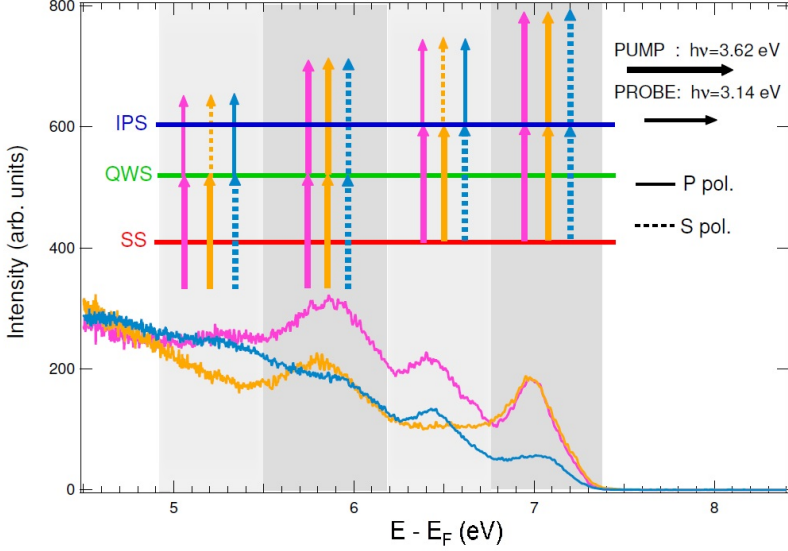 800
600
400
200
0
Intensity (arb. units)
IPS
QWS
SS
PUMP : hν=3.62 eV
PROBE: hν=3.14 eV
P pol.
S pol.
5 6 7 8
E - E_F (eV)